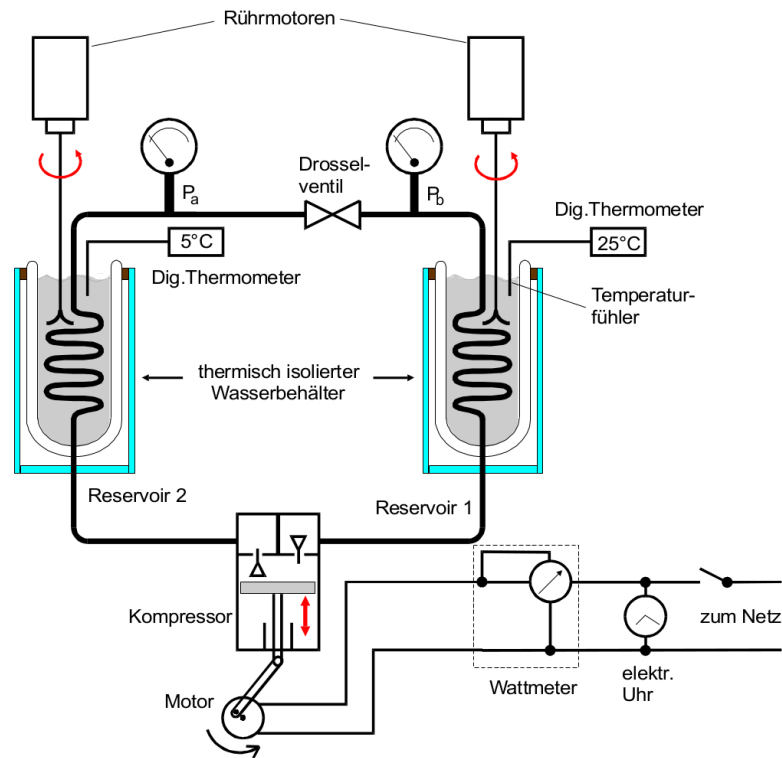 Rührmotoren
Drossel-
ventil
Pa
Pb
Dig.Thermometer
5°C
25°C
Dig.Thermometer
Temperatur-
fühler
thermisch isolierter
Wasserbehälter
Reservoir 2
Reservoir 1
Kompressor
zum Netz
elektr.
Uhr
Wattmeter
Motor